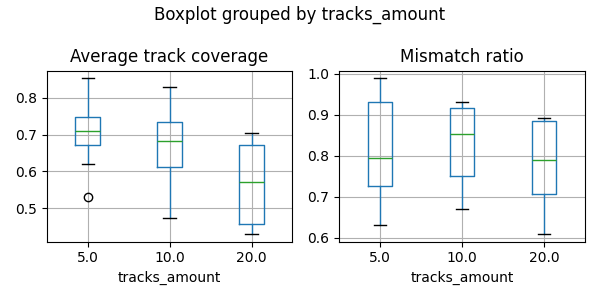 Boxplot grouped by tracks_amount
Average track coverage
0.8
0.7
0.6
0.5
5.0 10.0 20.0
tracks_amount
Mismatch ratio
1.0
0.9
0.8
0.7
0.6
5.0 10.0 20.0
tracks_amount